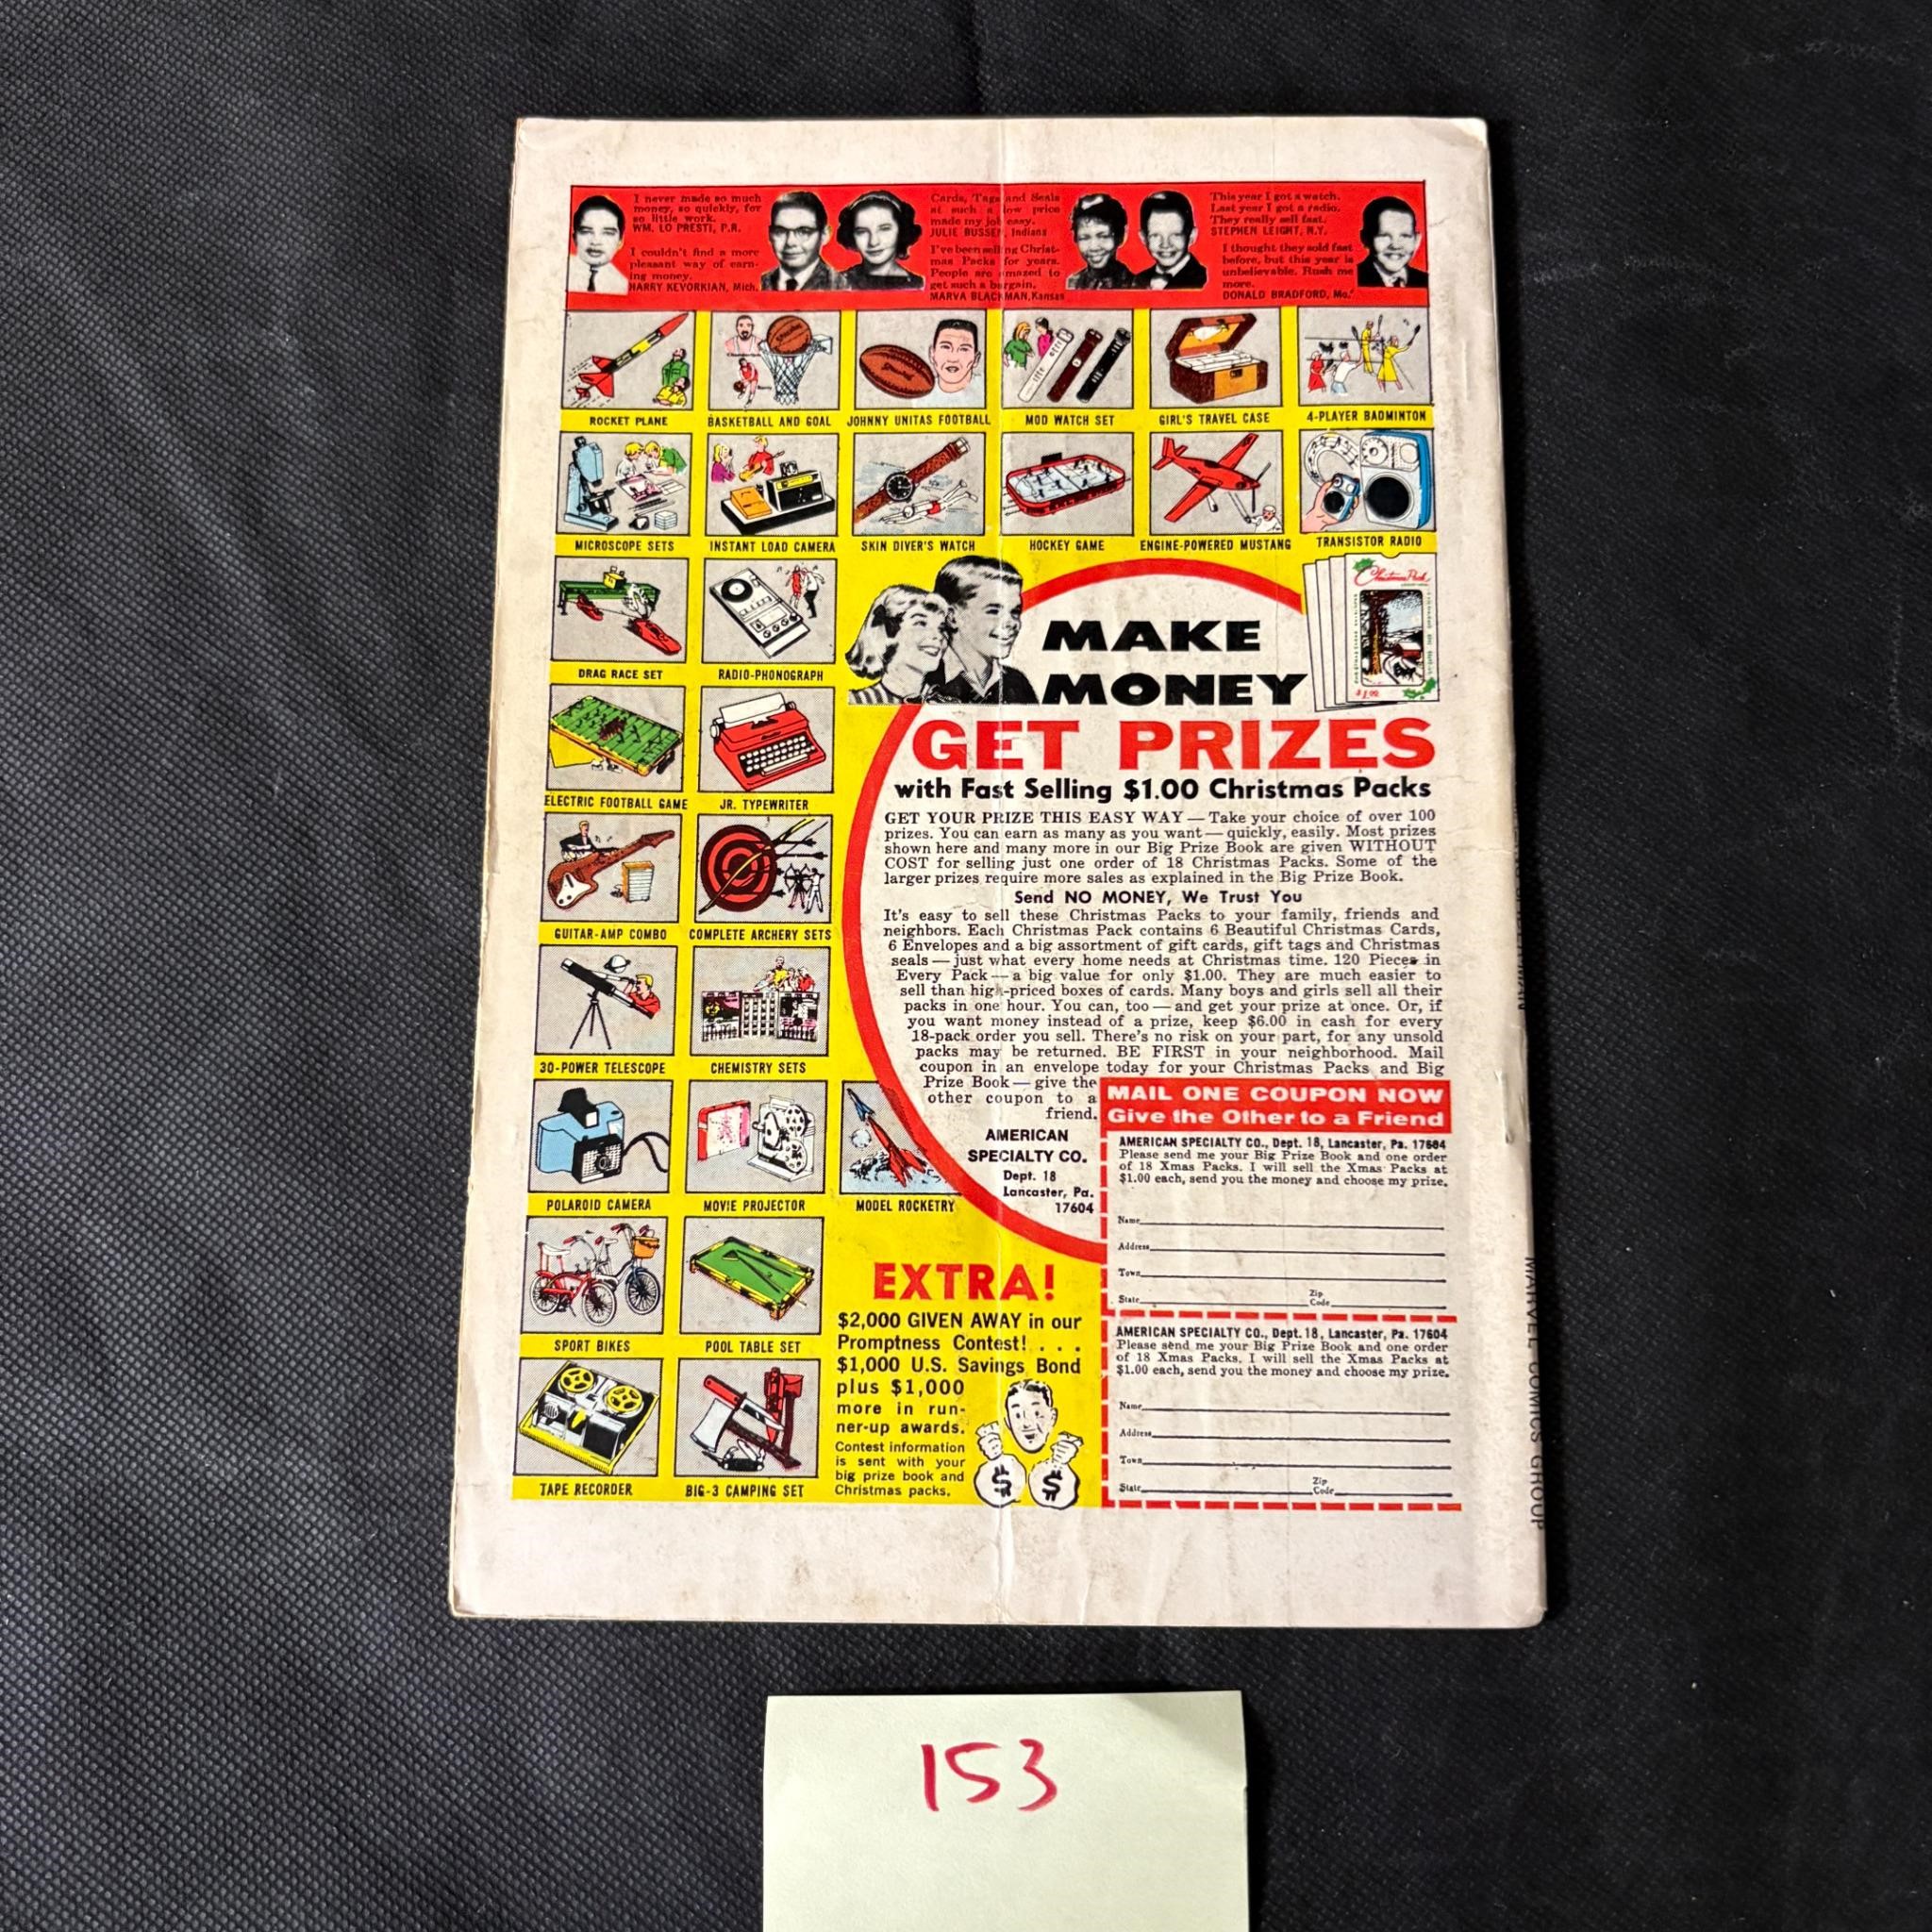 I never made so much
money, so quickly, for
so little work.
WM. LO PRESTI, P.R.
I couldn't find a more
pleasant way of earn-
ing money.
HARRY KEVORKIAN, Mich.
Cards, Tags and Seals
at such a low price
made my job easy.
JULIE BUSSEN, Indiana
I've been selling Christ-
mas Packs for years.
People are amazed to
get such a bargain.
MARVA BLACKMAN, Kansas
This year I got a watch.
Last year I got a radio.
They really sell fast.
STEPHEN LEIGHT, N.Y.
I thought they sold fast
before, but this year is
unbelievable. Rush me
more.
DONALD BRADFORD, Mo.
ROCKET PLANE
BASKETBALL AND GOAL
JOHNNY UNITAS FOOTBALL
MOD WATCH SET
GIRL'S TRAVEL CASE
4-PLAYER BADMINTON
MICROSCOPE SETS
INSTANT LOAD CAMERA
SKIN DIVER'S WATCH
HOCKEY GAME
ENGINE-POWERED MUSTANG
TRANSISTOR RADIO
DRAG RACE SET
RADIO-PHONOGRAPH
ELECTRIC FOOTBALL GAME
JR. TYPEWRITER
GUITAR-AMP COMBO
COMPLETE ARCHERY SETS
30-POWER TELESCOPE
CHEMISTRY SETS
POLAROID CAMERA
MOVIE PROJECTOR
MODEL ROCKETRY
SPORT BIKES
POOL TABLE SET
TAPE RECORDER
BIG-3 CAMPING SET
Christmas Pack
$1.00
MAKE
MONEY
GET PRIZES
with Fast Selling $1.00 Christmas Packs
GET YOUR PRIZE THIS EASY WAY — Take your choice of over 100
prizes. You can earn as many as you want — quickly, easily. Most prizes
shown here and many more in our Big Prize Book are given WITHOUT
COST for selling just one order of 18 Christmas Packs. Some of the
larger prizes require more sales as explained in the Big Prize Book.
Send NO MONEY, We Trust You
It's easy to sell these Christmas Packs to your family, friends and
neighbors. Each Christmas Pack contains 6 Beautiful Christmas Cards,
6 Envelopes and a big assortment of gift cards, gift tags and Christmas
seals — just what every home needs at Christmas time. 120 Pieces in
Every Pack — a big value for only $1.00. They are much easier to
sell than high-priced boxes of cards. Many boys and girls sell all their
packs in one hour. You can, too — and get your prize at once. Or, if
you want money instead of a prize, keep $6.00 in cash for every
18-pack order you sell. There's no risk on your part, for any unsold
packs may be returned. BE FIRST in your neighborhood. Mail
coupon in an envelope today for your Christmas Packs and Big
Prize Book — give the
other coupon to a
friend.
AMERICAN
SPECIALTY CO.
Dept. 18
Lancaster, Pa.
17604
EXTRA!
$2,000 GIVEN AWAY in our
Promptness Contest! . . .
$1,000 U.S. Savings Bond
plus $1,000
more in run-
ner-up awards.
Contest information
is sent with your
big prize book and
Christmas packs.
$ $
MAIL ONE COUPON NOW
Give the Other to a Friend
AMERICAN SPECIALTY CO., Dept. 18, Lancaster, Pa. 17604
Please send me your Big Prize Book and one order
of 18 Xmas Packs. I will sell the Xmas Packs at
$1.00 each, send you the money and choose my prize.
Name
Address
Town
State Zip Code
AMERICAN SPECIALTY CO., Dept. 18, Lancaster, Pa. 17604
Please send me your Big Prize Book and one order
of 18 Xmas Packs. I will sell the Xmas Packs at
$1.00 each, send you the money and choose my prize.
Name
Address
Town
State Zip Code
MARVEL COMICS GROUP
153